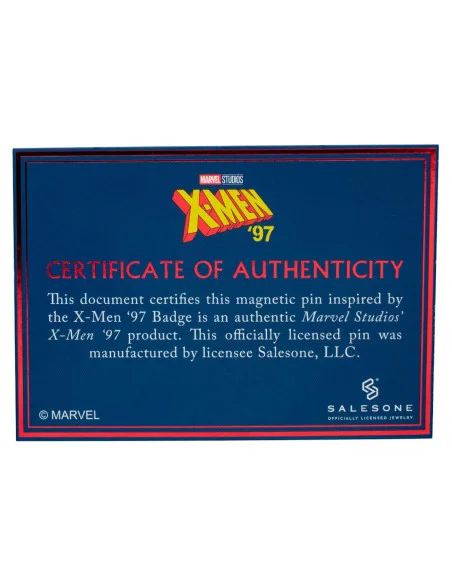 MARVEL STUDIOS
X-MEN
'97
CERTIFICATE OF AUTHENTICITY
This document certifies this magnetic pin inspired by
the X-Men '97 Badge is an authentic Marvel Studios'
X-Men '97 product. This officially licensed pin was
manufactured by licensee Salesone, LLC.
© MARVEL
SALESONE
OFFICIALLY LICENSED JEWELRY